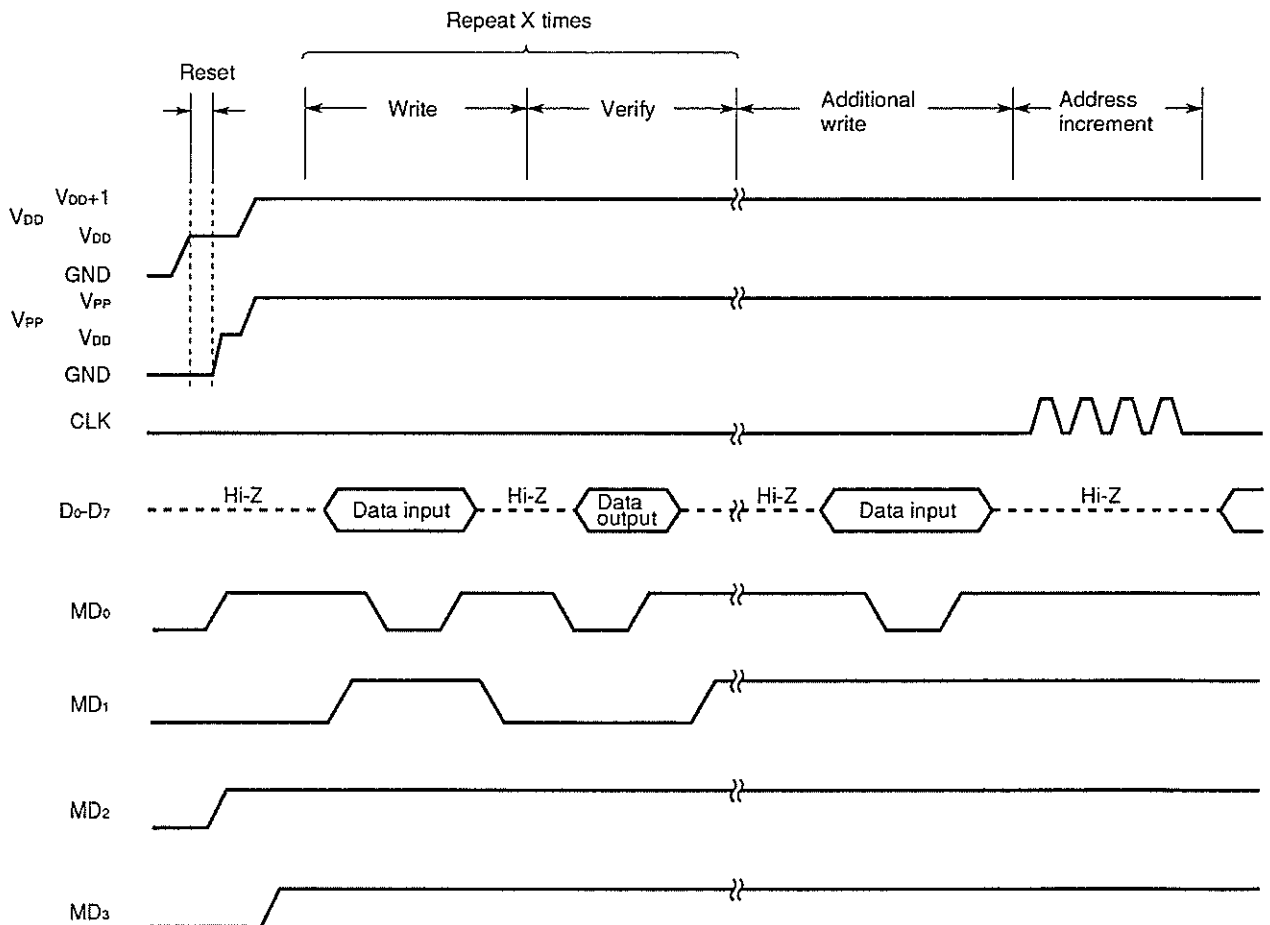 Repeat X times
Reset
Write
Verify
Additional
write
Address
increment
VDD
VDD+1
VDD
GND
VPP
VPP
VDD
GND
CLK
D0-D7
Hi-Z
Data input
Hi-Z
Data
output
Hi-Z
Data input
Hi-Z
MD0
MD1
MD2
MD3